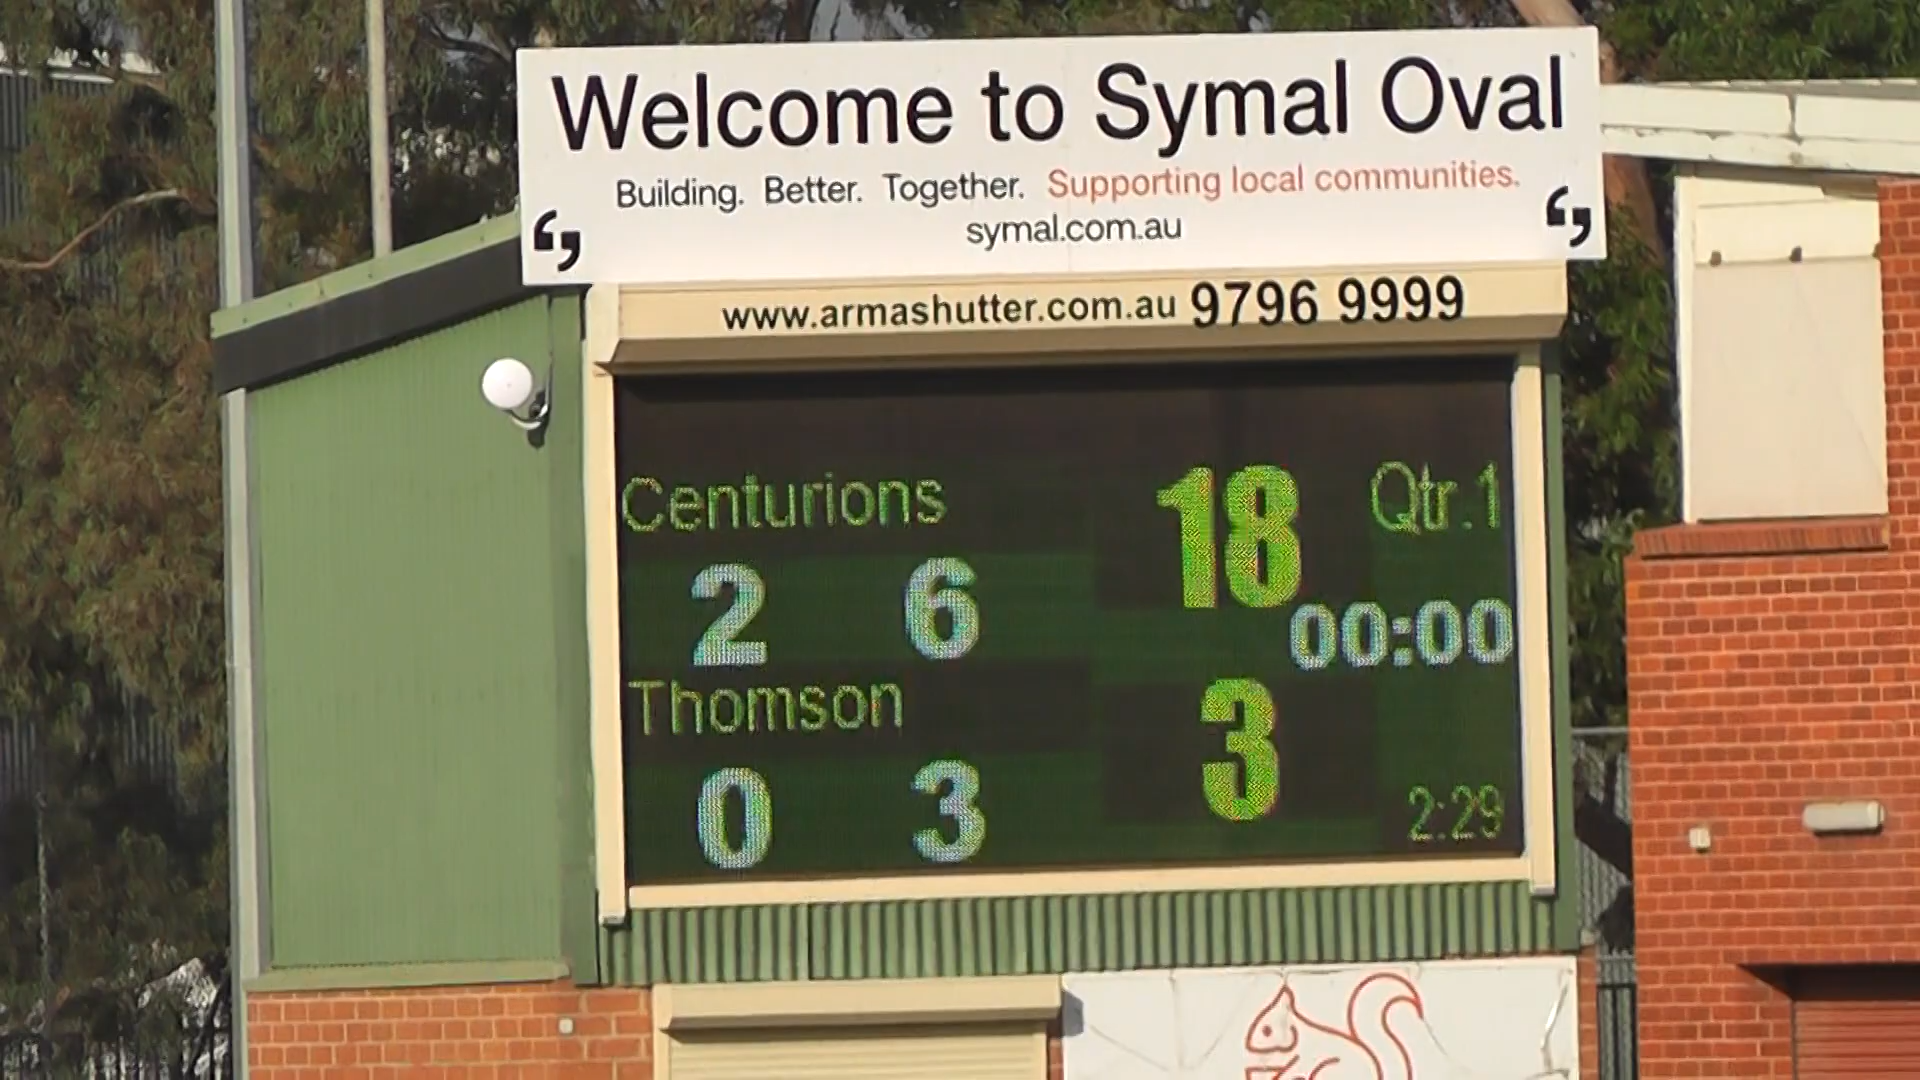 Welcome to Symal Oval
Building. Better. Together. Supporting local communities.
symal.com.au
www.armashutter.com.au 9796 9999
Centurions 18 Qtr.1
2 6 00:00
Thomson 3
0 3 2:29